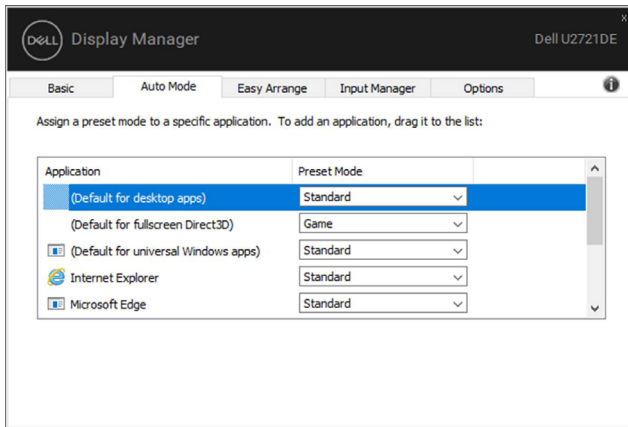 x
DELL Display Manager Dell U2721DE
Basic Auto Mode Easy Arrange Input Manager Options i
Assign a preset mode to a specific application. To add an application, drag it to the list:
Application Preset Mode
(Default for desktop apps) Standard
(Default for fullscreen Direct3D) Game
(Default for universal Windows apps) Standard
Internet Explorer Standard
Microsoft Edge Standard